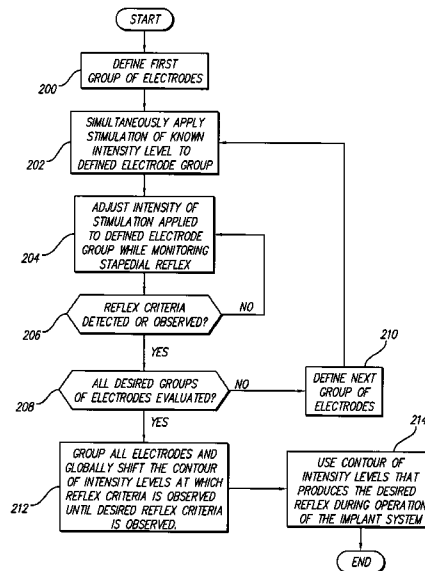 START
DEFINE FIRST
GROUP OF ELECTRODES
200
SIMULTANEOUSLY APPLY
STIMULATION OF KNOWN
INTENSITY LEVEL TO
DEFINED ELECTRODE GROUP
202
ADJUST INTENSITY OF
STIMULATION APPLIED
TO DEFINED ELECTRODE
GROUP WHILE MONITORING
STAPEDIAL REFLEX
204
REFLEX CRITERIA
DETECTED OR OBSERVED?
NO
206
YES
ALL DESIRED GROUPS
OF ELECTRODES EVALUATED?
NO
208
210
DEFINE NEXT
GROUP OF
ELECTRODES
YES
GROUP ALL ELECTRODES AND
GLOBALLY SHIFT THE CONTOUR
OF INTENSITY LEVELS AT WHICH
REFLEX CRITERIA IS OBSERVED
UNTIL DESIRED REFLEX CRITERIA
IS OBSERVED.
212
214
USE CONTOUR OF
INTENSITY LEVELS THAT
PRODUCES THE DESIRED
REFLEX DURING OPERATION
OF THE IMPLANT SYSTEM
END